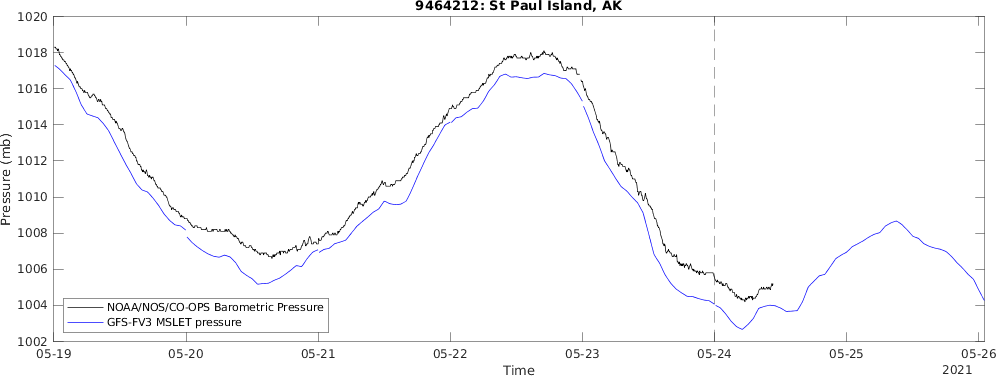 9464212: St Paul Island, AK
Pressure (mb)
1020
1018
1016
1014
1012
1010
1008
1006
1004
1002
NOAA/NOS/CO-OPS Barometric Pressure
GFS-FV3 MSLET pressure
05-19 05-20 05-21 05-22 05-23 05-24 05-25 05-26
Time
2021